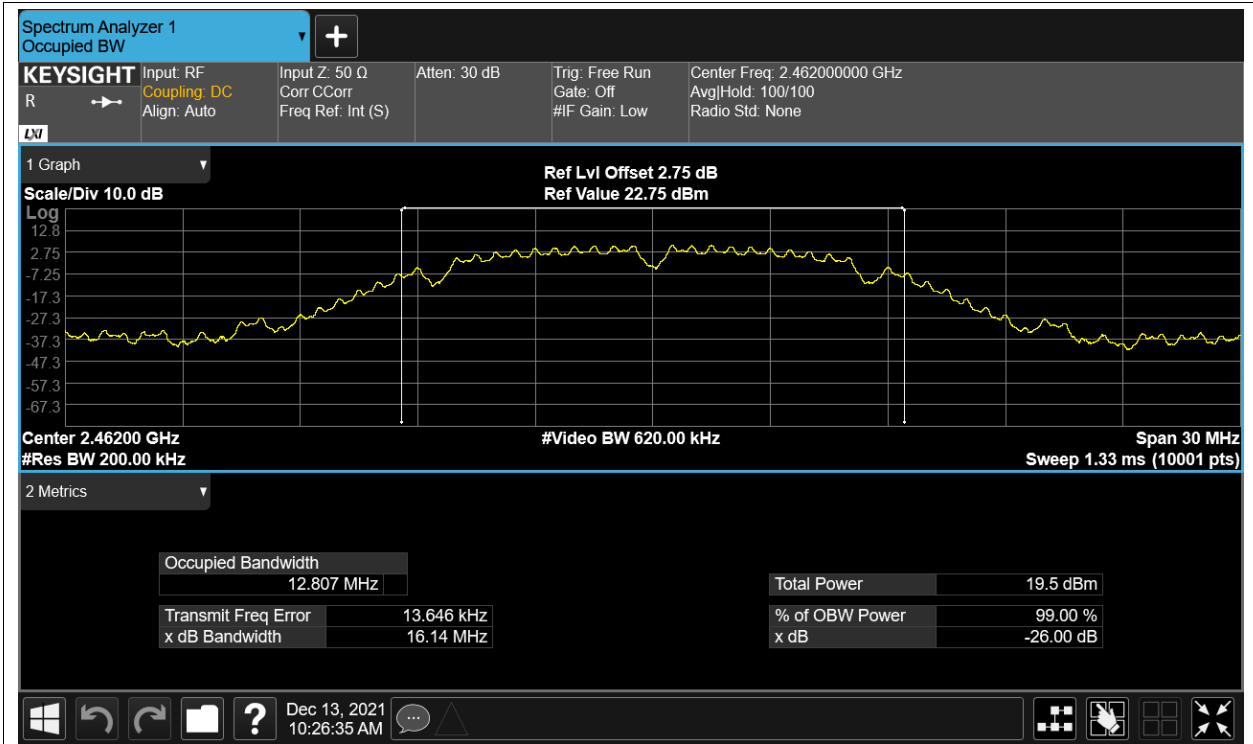 Spectrum Analyzer 1
Occupied BW
KEYSIGHT
R
LXI
Input: RF
Coupling: DC
Align: Auto
Input Z: 50 Ω
Corr CCorr
Freq Ref: Int (S)
Atten: 30 dB
Trig: Free Run
Gate: Off
#IF Gain: Low
Center Freq: 2.462000000 GHz
Avg|Hold: 100/100
Radio Std: None
1 Graph
Scale/Div 10.0 dB
Ref Lvl Offset 2.75 dB
Ref Value 22.75 dBm
Log
12.8
2.75
-7.25
-17.3
-27.3
-37.3
-47.3
-57.3
-67.3
Center 2.46200 GHz
#Res BW 200.00 kHz
#Video BW 620.00 kHz
Span 30 MHz
Sweep 1.33 ms (10001 pts)
2 Metrics
Occupied Bandwidth
12.807 MHz
Transmit Freq Error 13.646 kHz
x dB Bandwidth 16.14 MHz
Total Power 19.5 dBm
% of OBW Power 99.00 %
x dB -26.00 dB
?
Dec 13, 2021
10:26:35 AM